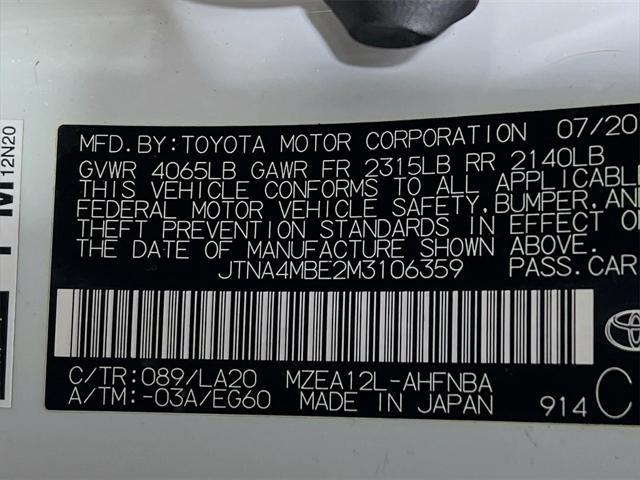 MFD. BY: TOYOTA MOTOR CORPORATION 07/20
GVWR 4065LB GAWR FR 2315LB RR 2140LB
THIS VEHICLE CONFORMS TO ALL APPLICABLE
FEDERAL MOTOR VEHICLE SAFETY, BUMPER, AND
THEFT PREVENTION STANDARDS IN EFFECT O
THE DATE OF MANUFACTURE SHOWN ABOVE.
JTNA4MBE2M3106359 PASS.CAR
C/TR:089/LA20 MZEA12L-AHFNBA
A/TM:-03A/EG60 MADE IN JAPAN 914 C
12N20